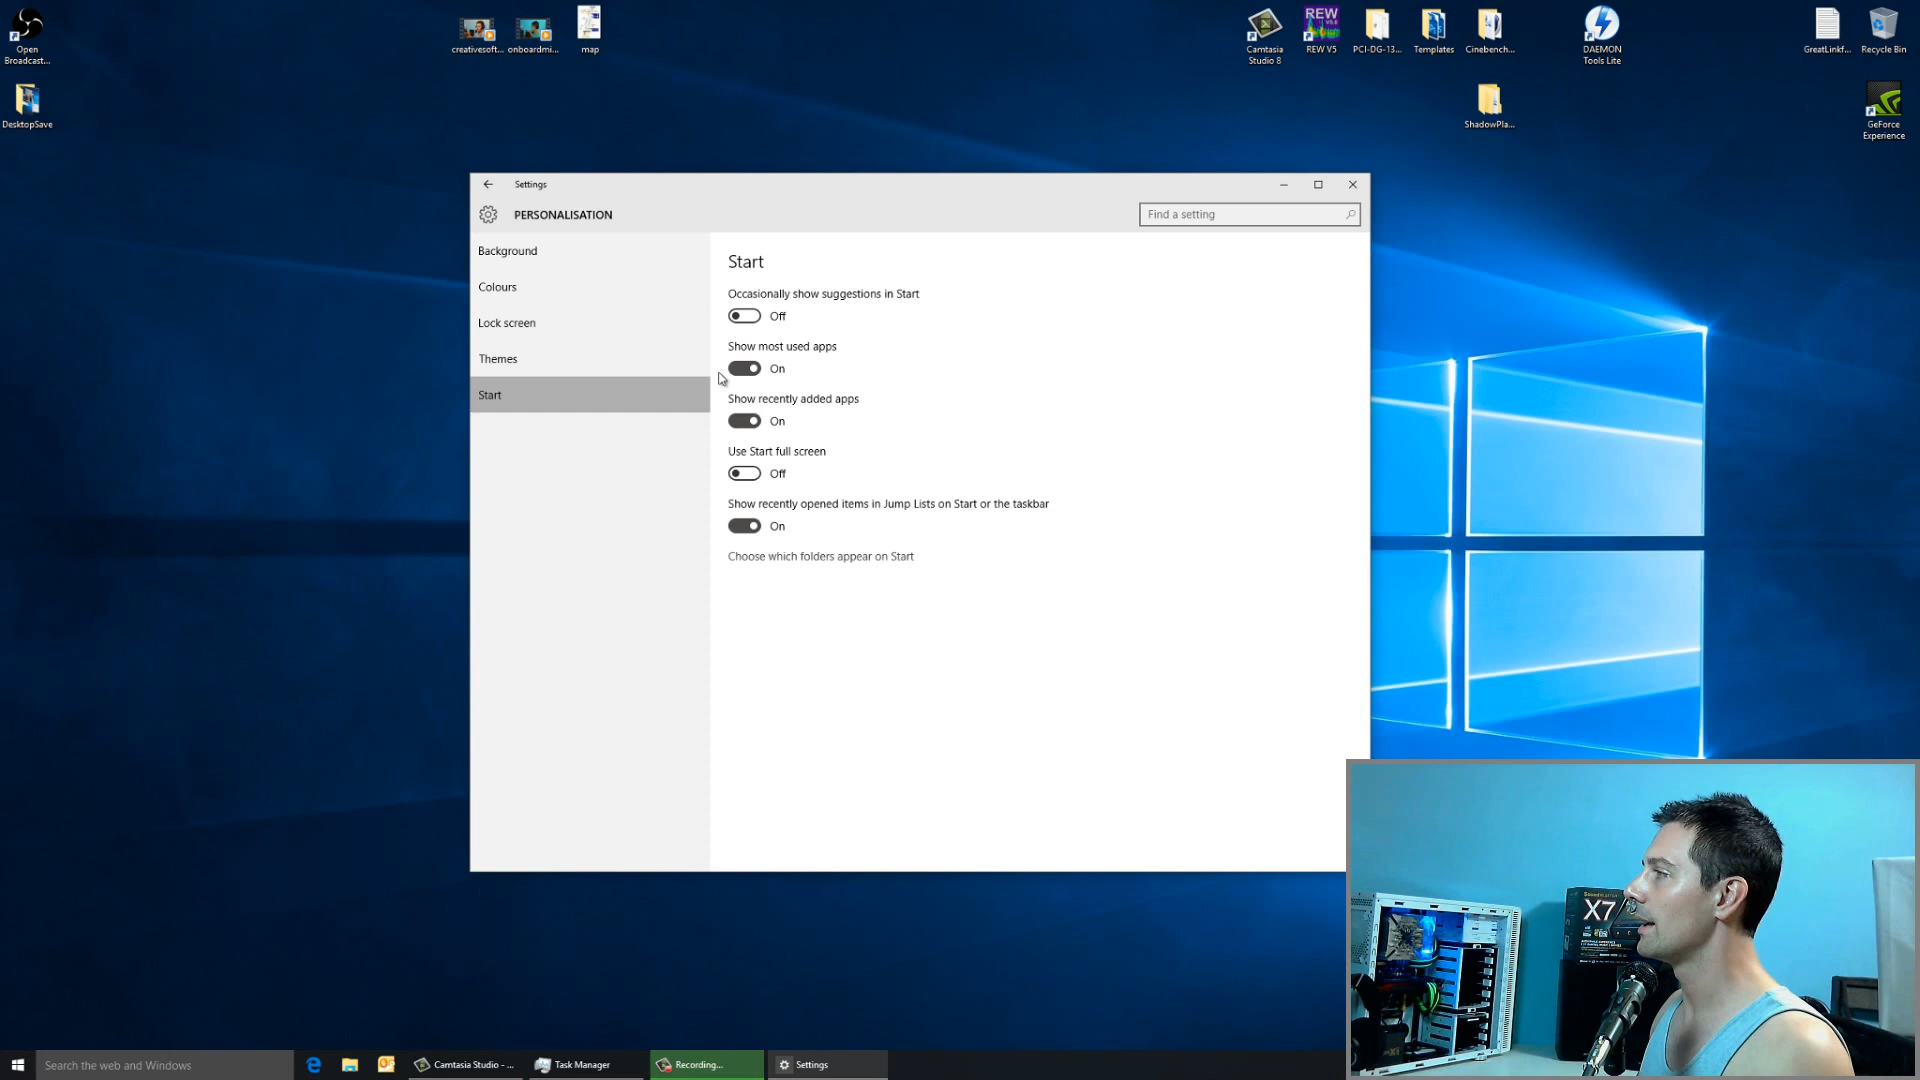 Open
Broadcast...
creativesoft...
onboardmi...
map
Camtasia
Studio 8
REW
REW V5
PCI-DG-13...
Templates
Cinebench...
DAEMON
Tools Lite
GreatLinkf...
Recycle Bin
DesktopSave
ShadowPla...
GeForce
Experience
Settings
PERSONALISATION
Find a setting
Background
Colours
Lock screen
Themes
Start
Start
Occasionally show suggestions in Start
Off
Show most used apps
On
Show recently added apps
On
Use Start full screen
Off
Show recently opened items in Jump Lists on Start or the taskbar
On
Choose which folders appear on Start
X7
Search the web and Windows
Camtasia Studio - ...
Task Manager
Recording...
Settings